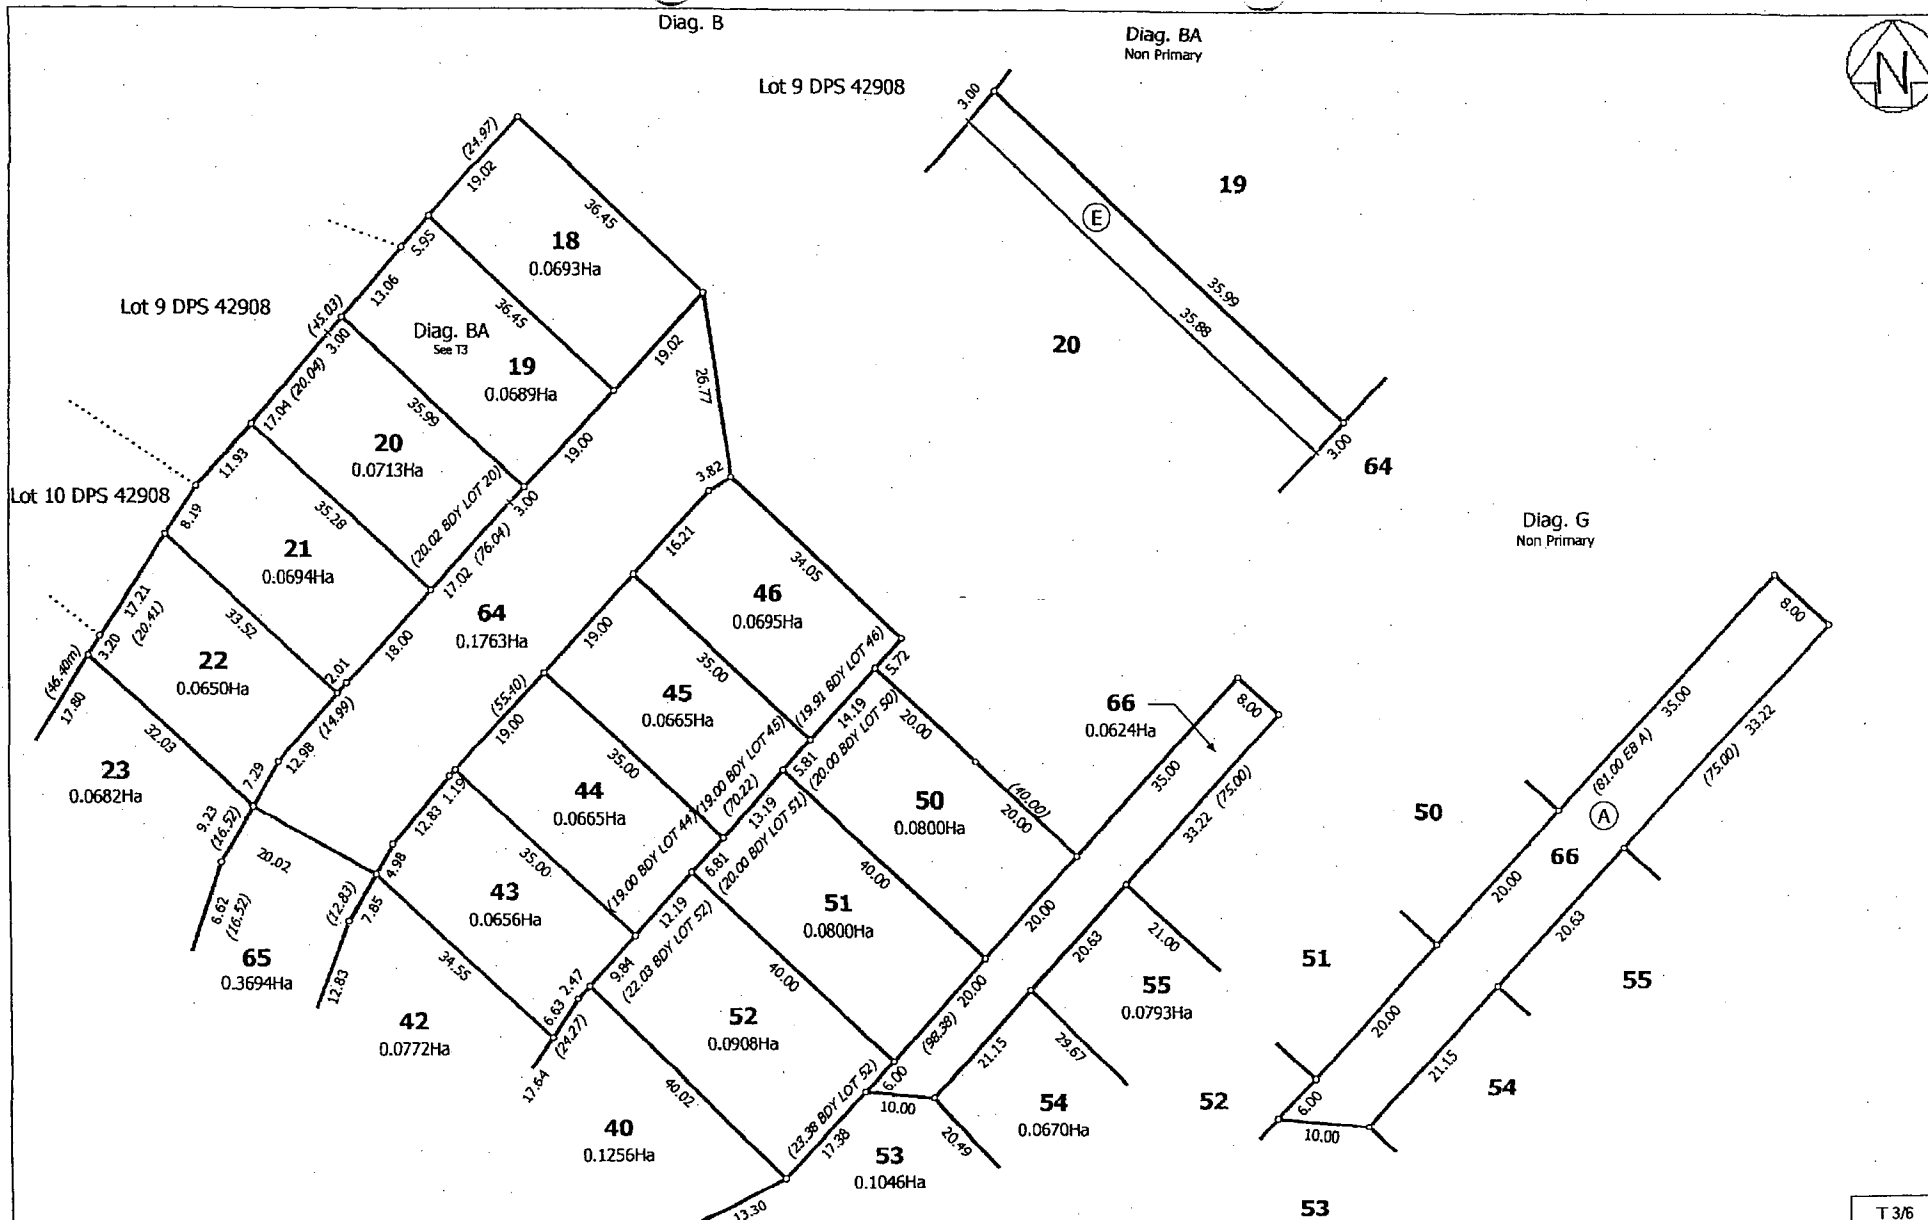 Diag. B
Diag. BA
Non Primary
N
Lot 9 DPS 42908
3.00
19
E
35.99
35.88
20
3.00
64
(24.97)
19.02
36.45
18
0.0693Ha
5.95
13.06
Lot 9 DPS 42908
(45.03)
3.00
Diag. BA
See T3
36.45
19
0.0689Ha
19.02
26.77
17.04 (20.04)
35.99
19.00
20
0.0713Ha
11.93
Lot 10 DPS 42908
8.19
35.28
(20.02 BDY LOT 20)
3.00
3.82
21
0.0694Ha
17.02 (76.04)
16.21
34.05
17.21
(20.41)
3.20
33.52
64
0.1763Ha
18.00
19.00
46
0.0695Ha
22
0.0650Ha
2.01
(46.40m)
17.80
(14.99)
12.98
(55.40)
19.00
45
0.0665Ha
35.00
(19.91 BDY LOT 46)
5.72
14.19
(20.00 BDY LOT 50)
20.00
32.03
7.29
23
0.0682Ha
9.23
(16.52)
20.02
1.19
12.83
44
0.0665Ha
35.00
(19.00 BDY LOT 45)
(70.22)
5.81
13.19
(20.00 BDY LOT 51)
50
0.0800Ha
(40.00)
20.00
66
0.0624Ha
8.00
35.00
(75.00)
33.22
4.98
(12.83)
7.85
43
0.0656Ha
35.00
(19.00 BDY LOT 44)
6.81
12.19
(22.03 BDY LOT 52)
51
0.0800Ha
40.00
20.00
6.62
(16.52)
65
0.3694Ha
12.83
34.55
9.84
2.47
6.63
(24.27)
17.64
42
0.0772Ha
52
0.0908Ha
40.00
20.00
(98.38)
20.63
21.00
55
0.0793Ha
21.15
29.67
40.02
40
0.1256Ha
(23.38 BDY LOT 52)
17.38
6.00
10.00
54
0.0670Ha
20.49
53
0.1046Ha
13.30
Diag. G
Non Primary
8.00
35.00
(81.00 EB A)
33.22
(75.00)
50
A
66
20.00
20.63
51
55
20.00
21.15
52
54
6.00
10.00
53
T 3/6